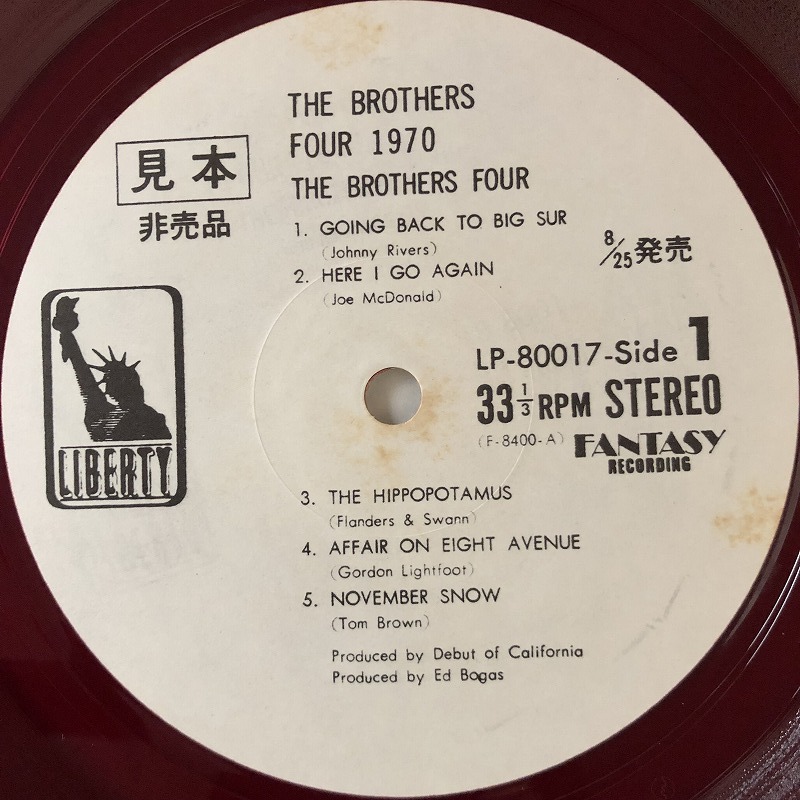 THE BROTHERS
FOUR 1970
THE BROTHERS FOUR
見本
非売品
1. GOING BACK TO BIG SUR
(Johnny Rivers)
2. HERE I GO AGAIN
(Joe McDonald)
8/25発売
LIBERTY
LP-80017-Side 1
33 1/3 RPM STEREO
(F-8400-A) FANTASY
RECORDING
3. THE HIPPOPOTAMUS
(Flanders & Swann)
4. AFFAIR ON EIGHT AVENUE
(Gordon Lightfoot)
5. NOVEMBER SNOW
(Tom Brown)
Produced by Debut of California
Produced by Ed Bogas